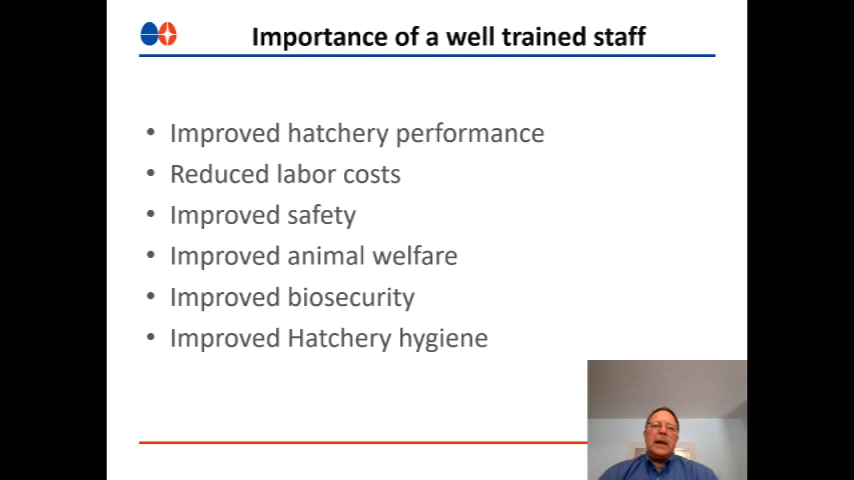 Importance of a well trained staff
• Improved hatchery performance
• Reduced labor costs
• Improved safety
• Improved animal welfare
• Improved biosecurity
• Improved Hatchery hygiene